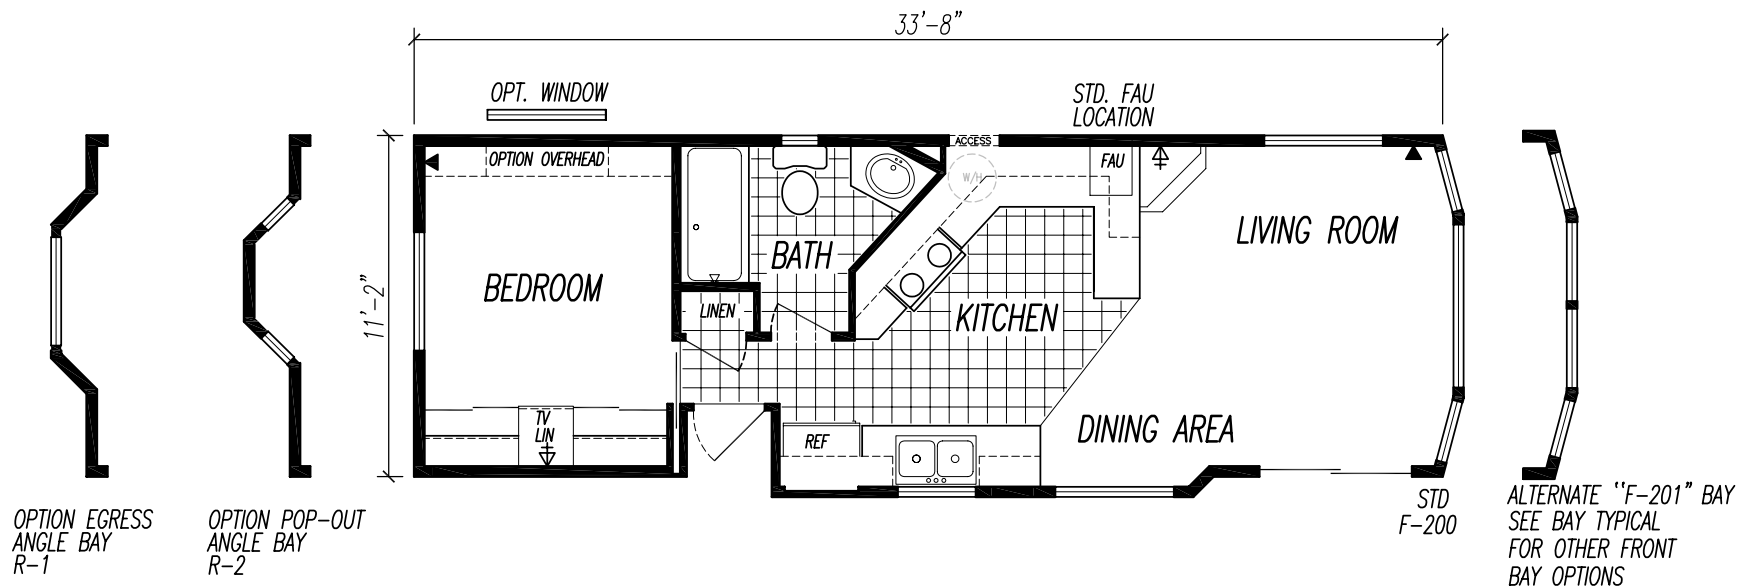 33'-8"
OPT. WINDOW
STD. FAU
LOCATION
ACCESS
OPTION OVERHEAD
FAU
W/H
LIVING ROOM
BATH
BEDROOM
11'-2"
LINEN
KITCHEN
TV
LIN
REF
DINING AREA
OPTION EGRESS
ANGLE BAY
R-1
OPTION POP-OUT
ANGLE BAY
R-2
STD
F-200
ALTERNATE "F-201" BAY
SEE BAY TYPICAL
FOR OTHER FRONT
BAY OPTIONS